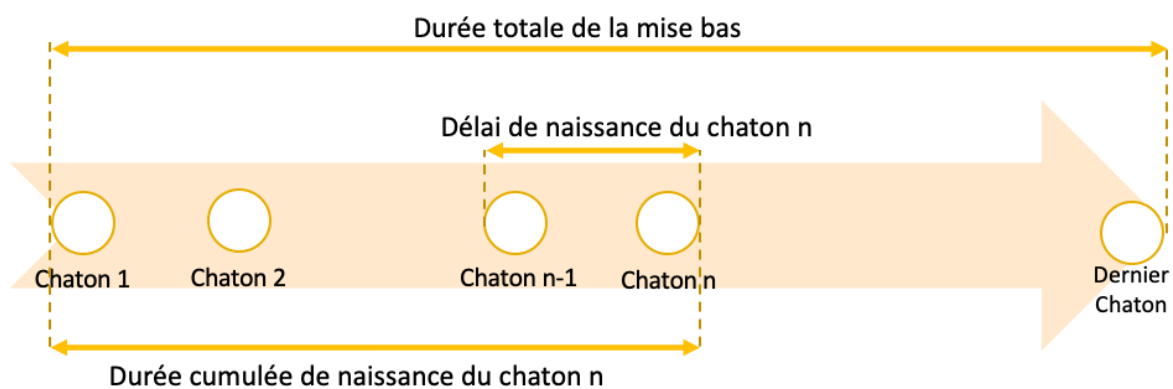 Durée totale de la mise bas
Délai de naissance du chaton n
Chaton 1
Chaton 2
Chaton n-1
Chaton n
Dernier
Chaton
Durée cumulée de naissance du chaton n